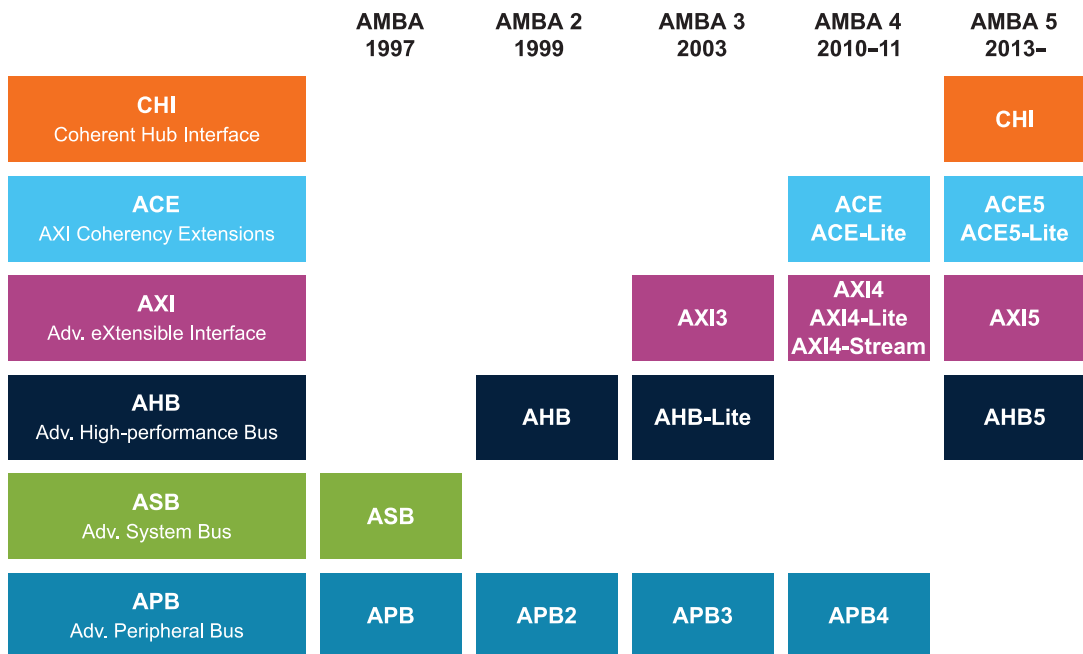 AMBA AMBA 2 AMBA 3 AMBA 4 AMBA 5
1997 1999 2003 2010–11 2013–
CHI
Coherent Hub Interface
CHI
ACE
AXI Coherency Extensions
ACE
ACE-Lite
ACE5
ACE5-Lite
AXI
Adv. eXtensible Interface
AXI3
AXI4
AXI4-Lite
AXI4-Stream
AXI5
AHB
Adv. High-performance Bus
AHB
AHB-Lite
AHB5
ASB
Adv. System Bus
ASB
APB
Adv. Peripheral Bus
APB
APB2
APB3
APB4